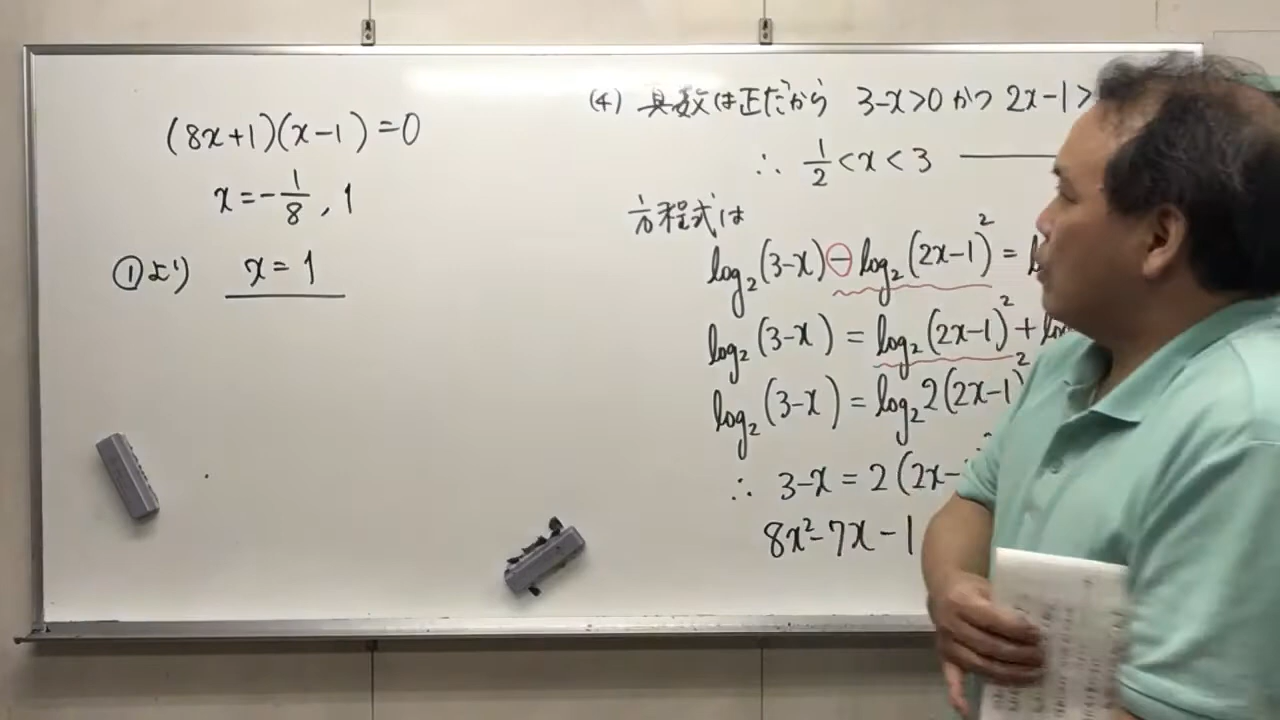 (8x+1)(x-1)=0
x=-1/8, 1
①より x=1
(4) 真数は正だから 3-x>0 かつ 2x-1>
∴ 1/2<x<3
方程式は
log₂(3-x)-log₂(2x-1)²=
log₂(3-x)=log₂(2x-1)²+
log₂(3-x)=log₂2(2x-1)²
∴ 3-x=2(2x-
8x²-7x-1